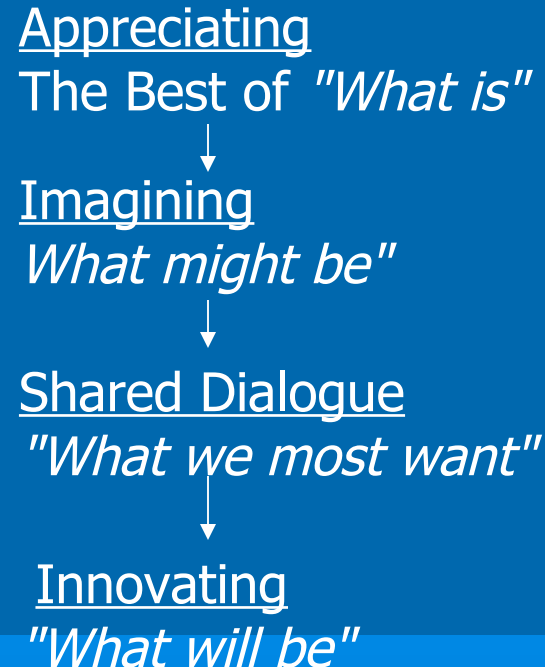 Appreciating
The Best of "What is"
Imagining
What might be"
Shared Dialogue
"What we most want"
Innovating
"What will be"